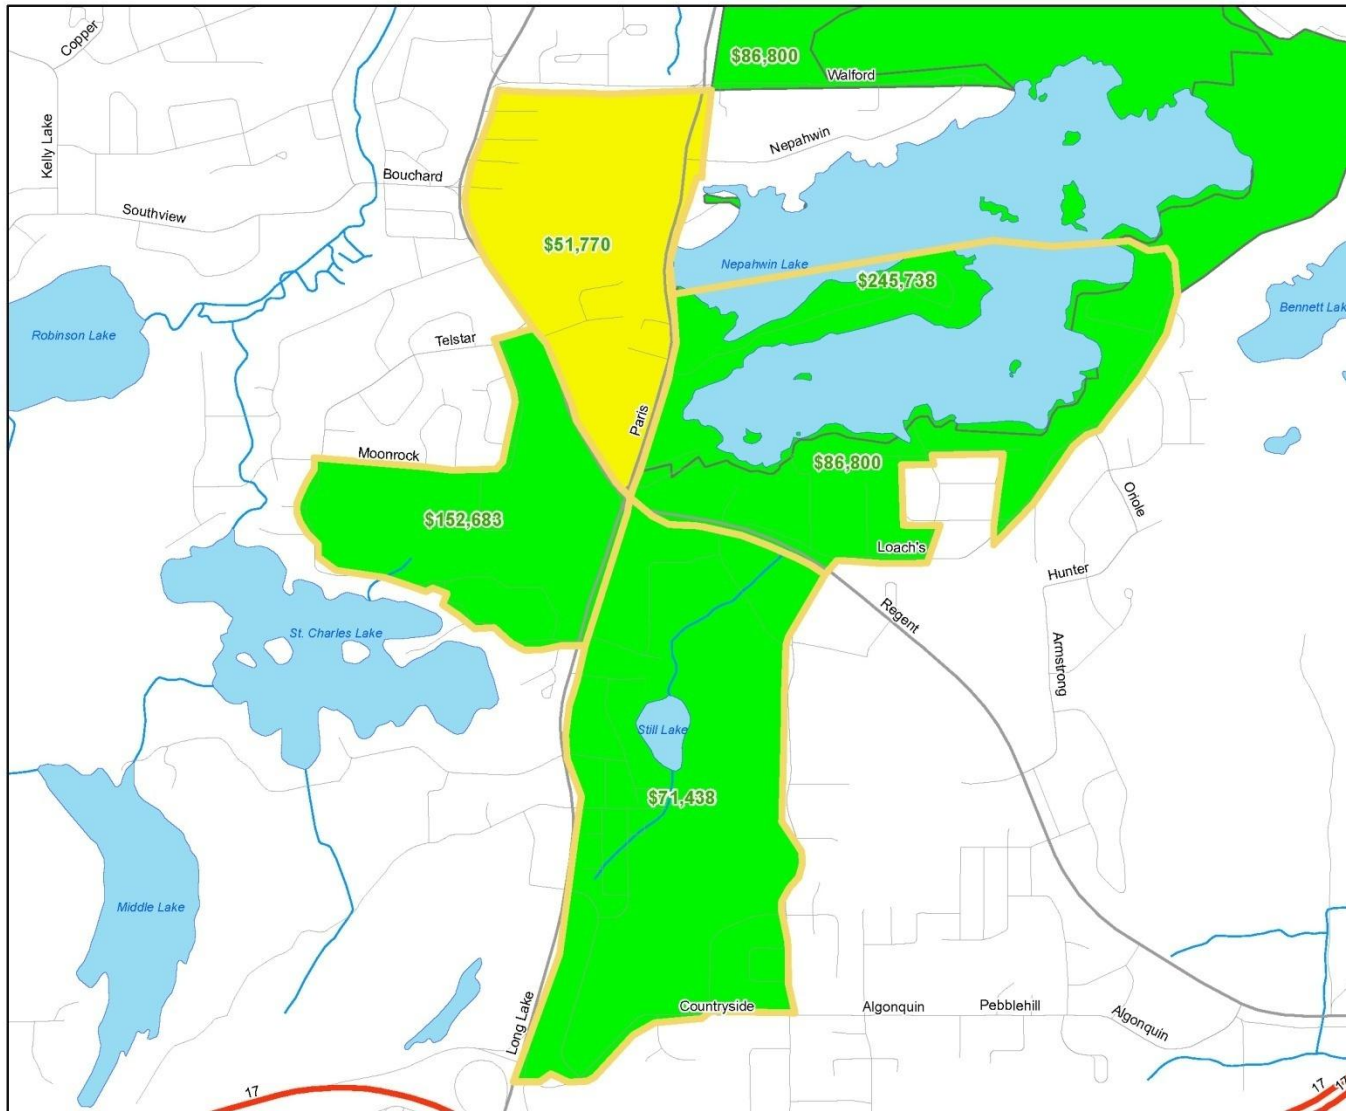 Copper
$86,800
Walford
Kelly Lake
Nepahwin
Bouchard
Southview
$51,770
Nepahwin Lake
$245,738
Bennett Lak
Robinson Lake
Telstar
Paris
Moonrock
$86,800
Oriole
$152,683
Loach's
Hunter
Regent
St. Charles Lake
Armstrong
Still Lake
$71,438
Middle Lake
Long Lake
Countryside
Algonquin
Pebblehill
Algonquin
17
17
17